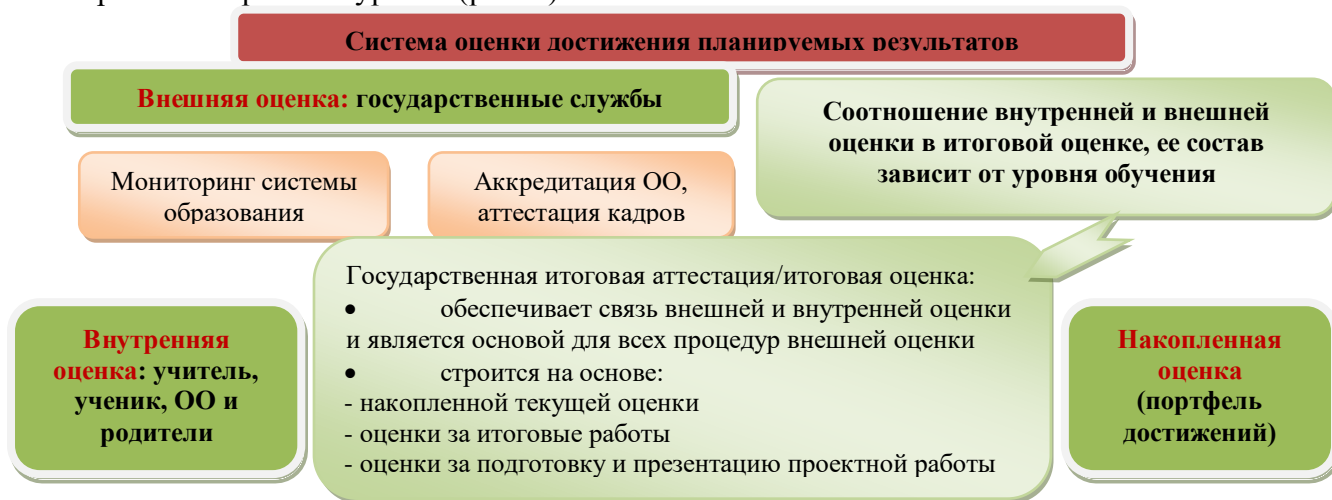 Система оценки достижения планируемых результатов
Внешняя оценка: государственные службы
Соотношение внутренней и внешней
оценки в итоговой оценке, ее состав
зависит от уровня обучения
Мониторинг системы
образования
Аккредитация ОО,
аттестация кадров
Государственная итоговая аттестация/итоговая оценка:
• обеспечивает связь внешней и внутренней оценки
и является основой для всех процедур внешней оценки
• строится на основе:
- накопленной текущей оценки
- оценки за итоговые работы
- оценки за подготовку и презентацию проектной работы
Внутренняя
оценка: учитель,
ученик, ОО и
родители
Накопленная
оценка
(портфель
достижений)